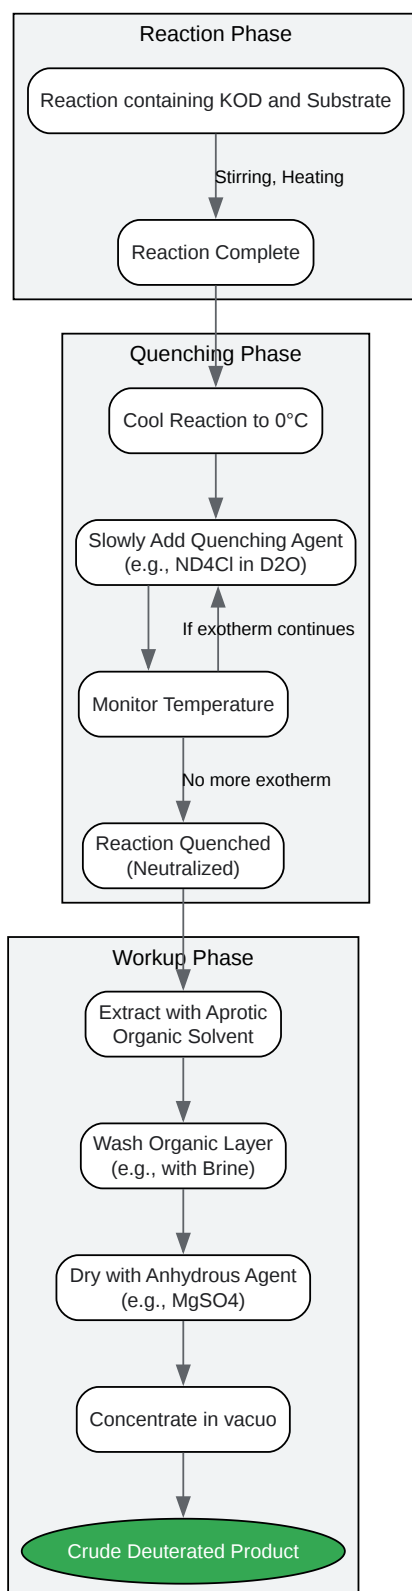 Reaction Phase
Reaction containing KOD and Substrate
Stirring, Heating
Reaction Complete
Quenching Phase
Cool Reaction to 0°C
Slowly Add Quenching Agent
(e.g., ND4Cl in D2O)
If exotherm continues
Monitor Temperature
No more exotherm
Reaction Quenched
(Neutralized)
Workup Phase
Extract with Aprotic
Organic Solvent
Wash Organic Layer
(e.g., with Brine)
Dry with Anhydrous Agent
(e.g., MgSO4)
Concentrate in vacuo
Crude Deuterated Product